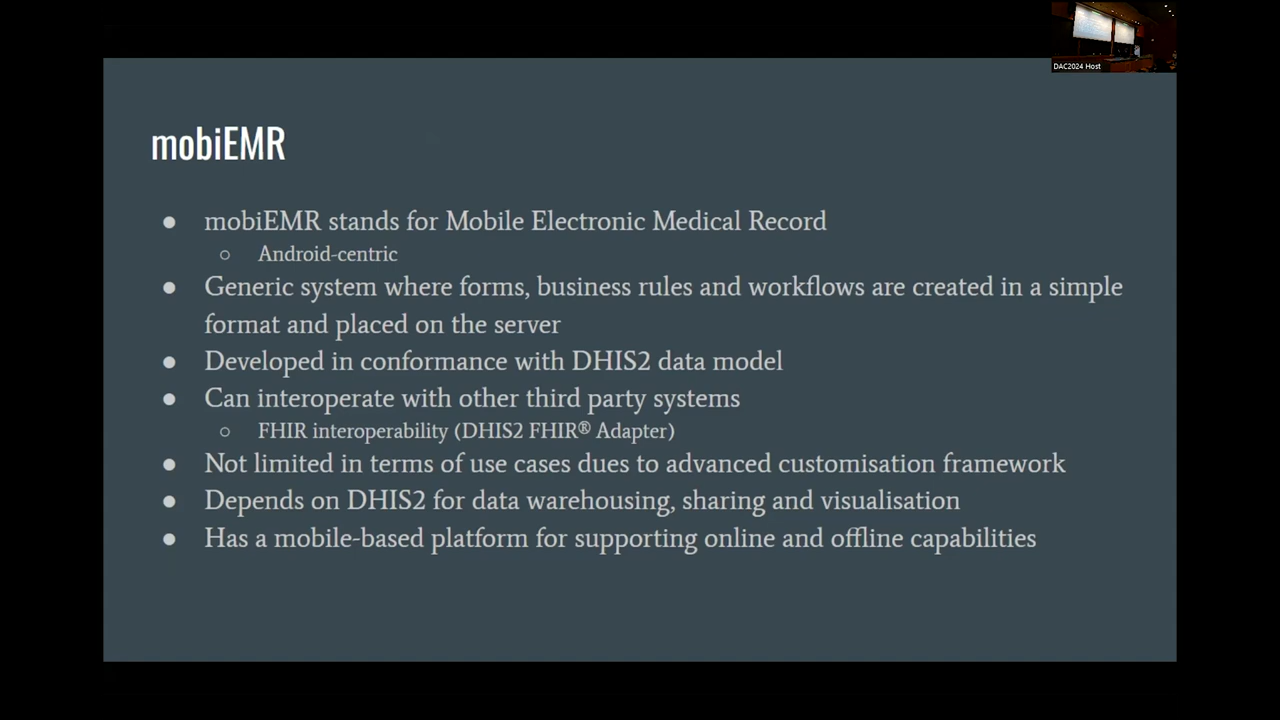 DAC2024 Host
mobiEMR
● mobiEMR stands for Mobile Electronic Medical Record
○ Android-centric
● Generic system where forms, business rules and workflows are created in a simple
format and placed on the server
● Developed in conformance with DHIS2 data model
● Can interoperate with other third party systems
○ FHIR interoperability (DHIS2 FHIR® Adapter)
● Not limited in terms of use cases dues to advanced customisation framework
● Depends on DHIS2 for data warehousing, sharing and visualisation
● Has a mobile-based platform for supporting online and offline capabilities